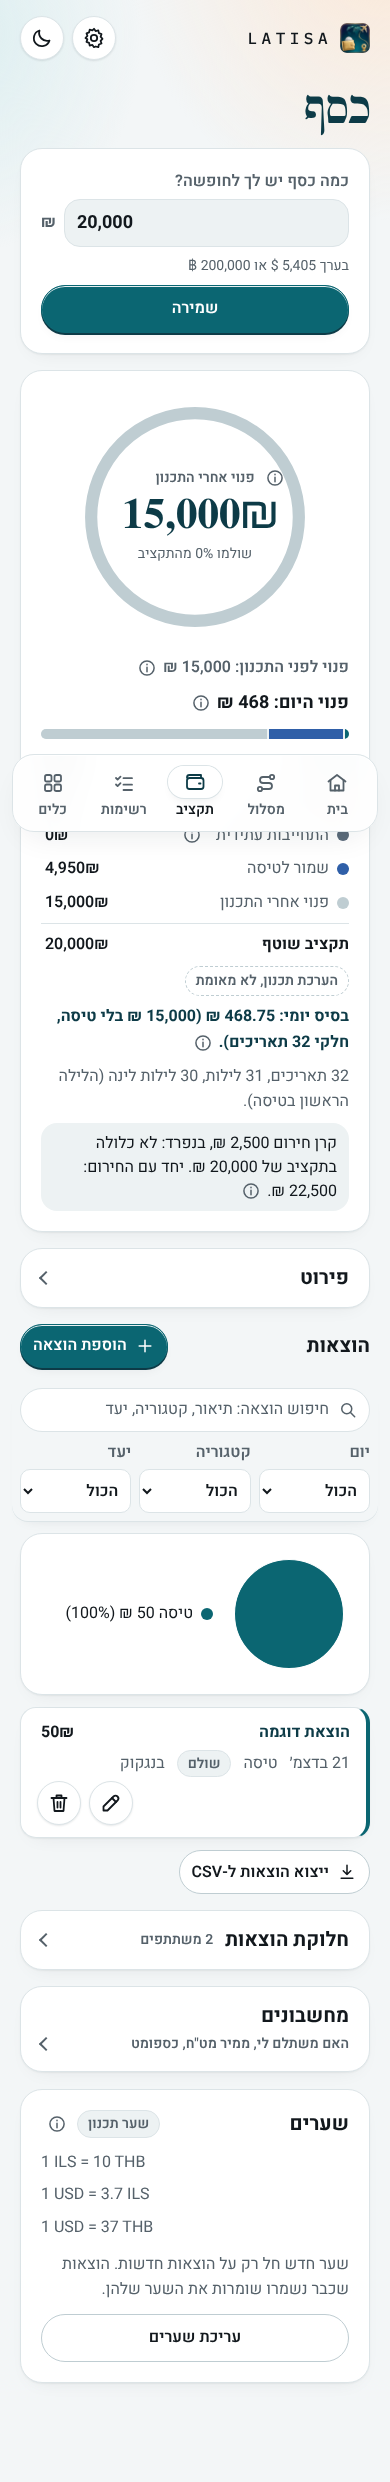 LATISA
כסף
כמה כסף יש לך לחופשה?
20,000 ₪
בערך 5,405 $ או 200,000 ฿
שמירה
פנוי אחרי התכנון
₪15,000
שולמו 0% מהתקציב
פנוי לפני התכנון: 15,000 ₪
פנוי היום: 468 ₪
בית
מסלול
תקציב
רשימות
כלים
התחייבות עתידית ₪0
שמור לטיסה ₪4,950
פנוי אחרי התכנון ₪15,000
תקציב שוטף ₪20,000
הערכת תכנון, לא מאומת
בסיס יומי: 468.75 ₪ (15,000 ₪ בלי טיסה,
חלקי 32 תאריכים).
32 תאריכים, 31 לילות, 30 לילות לינה (הלילה
הראשון בטיסה).
קרן חירום 2,500 ₪, בנפרד: לא כלולה
בתקציב של 20,000 ₪. יחד עם החירום:
22,500 ₪.
פירוט
הוצאות
הוספת הוצאה
חיפוש הוצאה: תיאור, קטגוריה, יעד
יום קטגוריה יעד
הכול הכול הכול
טיסה 50 ₪ (100%)
הוצאת דוגמה ₪50
21 בדצמ׳ טיסה שולם בנגקוק
ייצוא הוצאות ל-CSV
חלוקת הוצאות 2 משתתפים
מחשבונים
האם משתלם לי, ממיר מט"ח, כספומט
שערים שער תכנון
1 ILS = 10 THB
1 USD = 3.7 ILS
1 USD = 37 THB
שער חדש חל רק על הוצאות חדשות. הוצאות
שכבר נשמרו שומרות את השער שלהן.
עריכת שערים